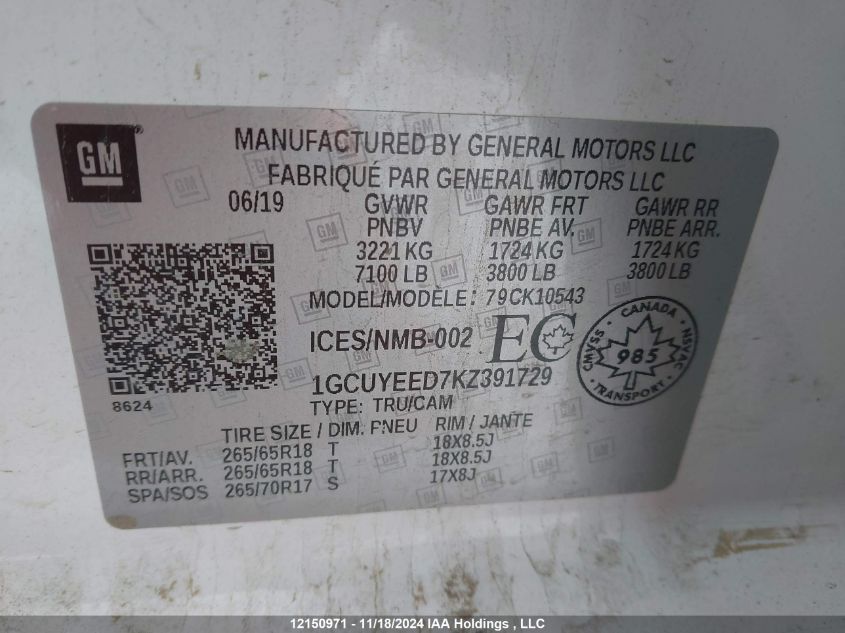 GM
MANUFACTURED BY GENERAL MOTORS LLC
FABRIQUÉ PAR GENERAL MOTORS LLC
06/19 GVWR GAWR FRT GAWR RR
PNBV PNBE AV. PNBE ARR.
3221 KG 1724 KG 1724 KG
7100 LB 3800 LB 3800 LB
MODEL/MODÈLE: 79CK10543
ICES/NMB-002 EC
CANADA
CMVSS 985 NSVAC
TRANSPORT
1GCUYEED7KZ391729
8624
TYPE: TRU/CAM
TIRE SIZE / DIM. PNEU RIM / JANTE
FRT/AV. 265/65R18 T 18X8.5J
RR/ARR. 265/65R18 T 18X8.5J
SPA/SOS 265/70R17 S 17X8J
12150971 - 11/18/2024 IAA Holdings , LLC